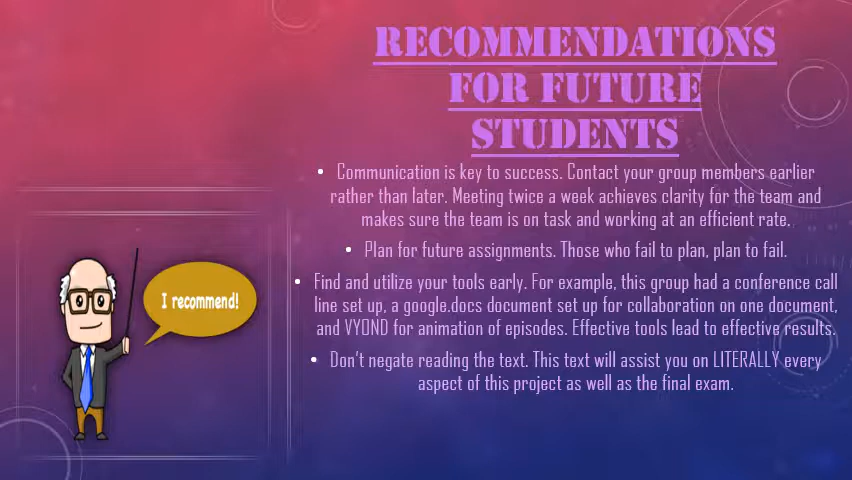 RECOMMENDATIONS
FOR FUTURE
STUDENTS
• Communication is key to success. Contact your group members earlier
rather than later. Meeting twice a week achieves clarity for the team and
makes sure the team is on task and working at an efficient rate.
• Plan for future assignments. Those who fail to plan, plan to fail.
• Find and utilize your tools early. For example, this group had a conference call
line set up, a google.docs document set up for collaboration on one document,
and VYOND for animation of episodes. Effective tools lead to effective results.
• Don't negate reading the text. This text will assist you on LITERALLY every
aspect of this project as well as the final exam.
I recommend!